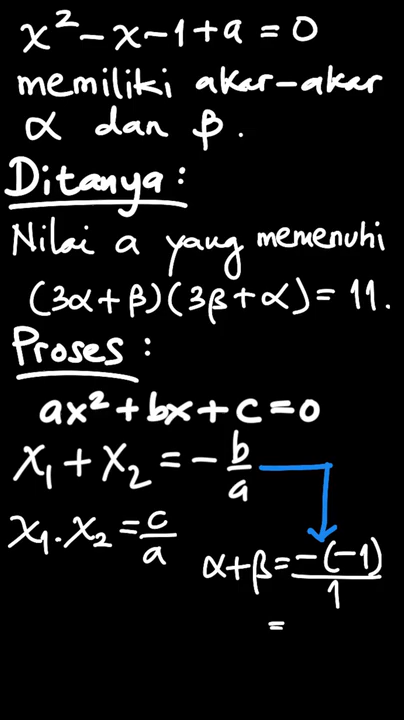 x² - x - 1 + a = 0
memiliki akar-akar
α dan β.
Ditanya:
Nilai a yang memenuhi
(3α + β)(3β + α) = 11.
Proses:
ax² + bx + c = 0
x₁ + x₂ = - b/a
x₁ . x₂ = c/a
α + β = -(-1)/1
=